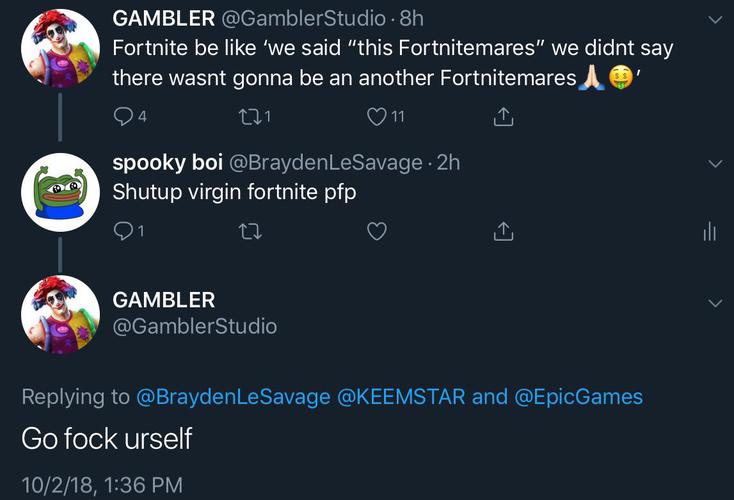 GAMBLER @GamblerStudio · 8h
Fortnite be like ‘we said “this Fortnitemares” we didnt say
there wasnt gonna be an another Fortnitemares🙏🏻🤑’
4 1 11
spooky boi @BraydenLeSavage · 2h
Shutup virgin fortnite pfp
1
GAMBLER
@GamblerStudio
Replying to @BraydenLeSavage @KEEMSTAR and @EpicGames
Go fock urself
10/2/18, 1:36 PM